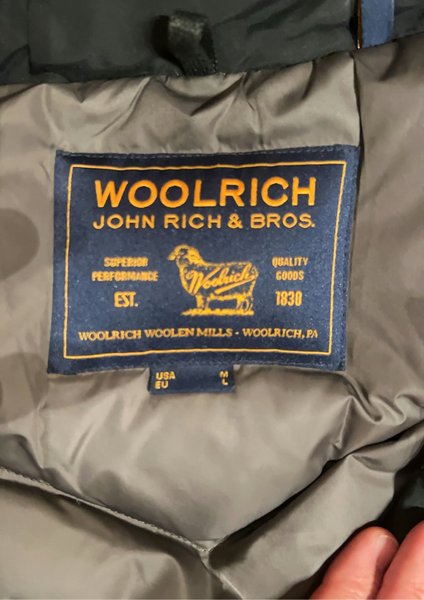 WOOLRICH
JOHN RICH & BROS.
SUPERIOR
PERFORMANCE
Woolrich
QUALITY
GOODS
EST.
1830
WOOLRICH WOOLEN MILLS - WOOLRICH, PA
USA M
EU L